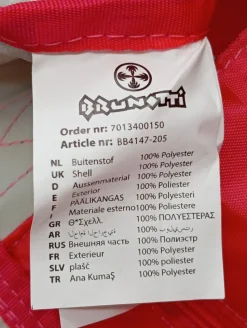 BRUNOTTI
Order nr: 7013400150
Article nr: BB4147-205
NL Buitenstof 100% Polyester
UK Shell 100% Polyester
D Aussenmaterial 100% Polyester
E Exterior 100% Poliester
F PÄÄLIKANGAS 100% Polyesteri
I Materiale esterno 100% Poliestere
GR Θ°Σχελλ. 100% ΠΟΛΥΕΣΤΕΡΑΣ
AR
RUS Внешняя часть 100% Полиэстр
FR Exterieur 100% Polyester
SLV plašč 100% Poliester
TR Ana Kumaş 100% Polyester